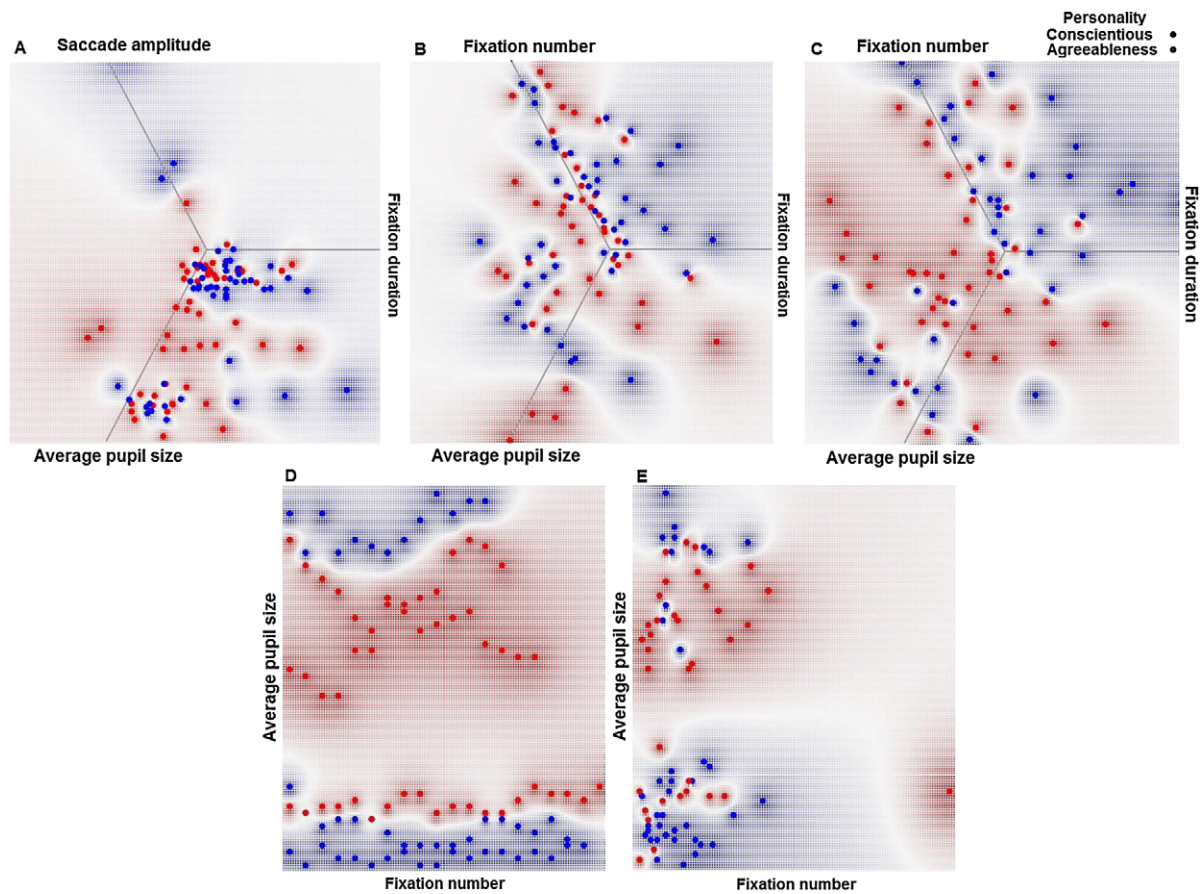 Personality
Conscientious
Agreeableness
A
Saccade amplitude
Fixation duration
Average pupil size
B
Fixation number
Fixation duration
Average pupil size
C
Fixation number
Fixation duration
Average pupil size
D
Average pupil size
Fixation number
E
Average pupil size
Fixation number